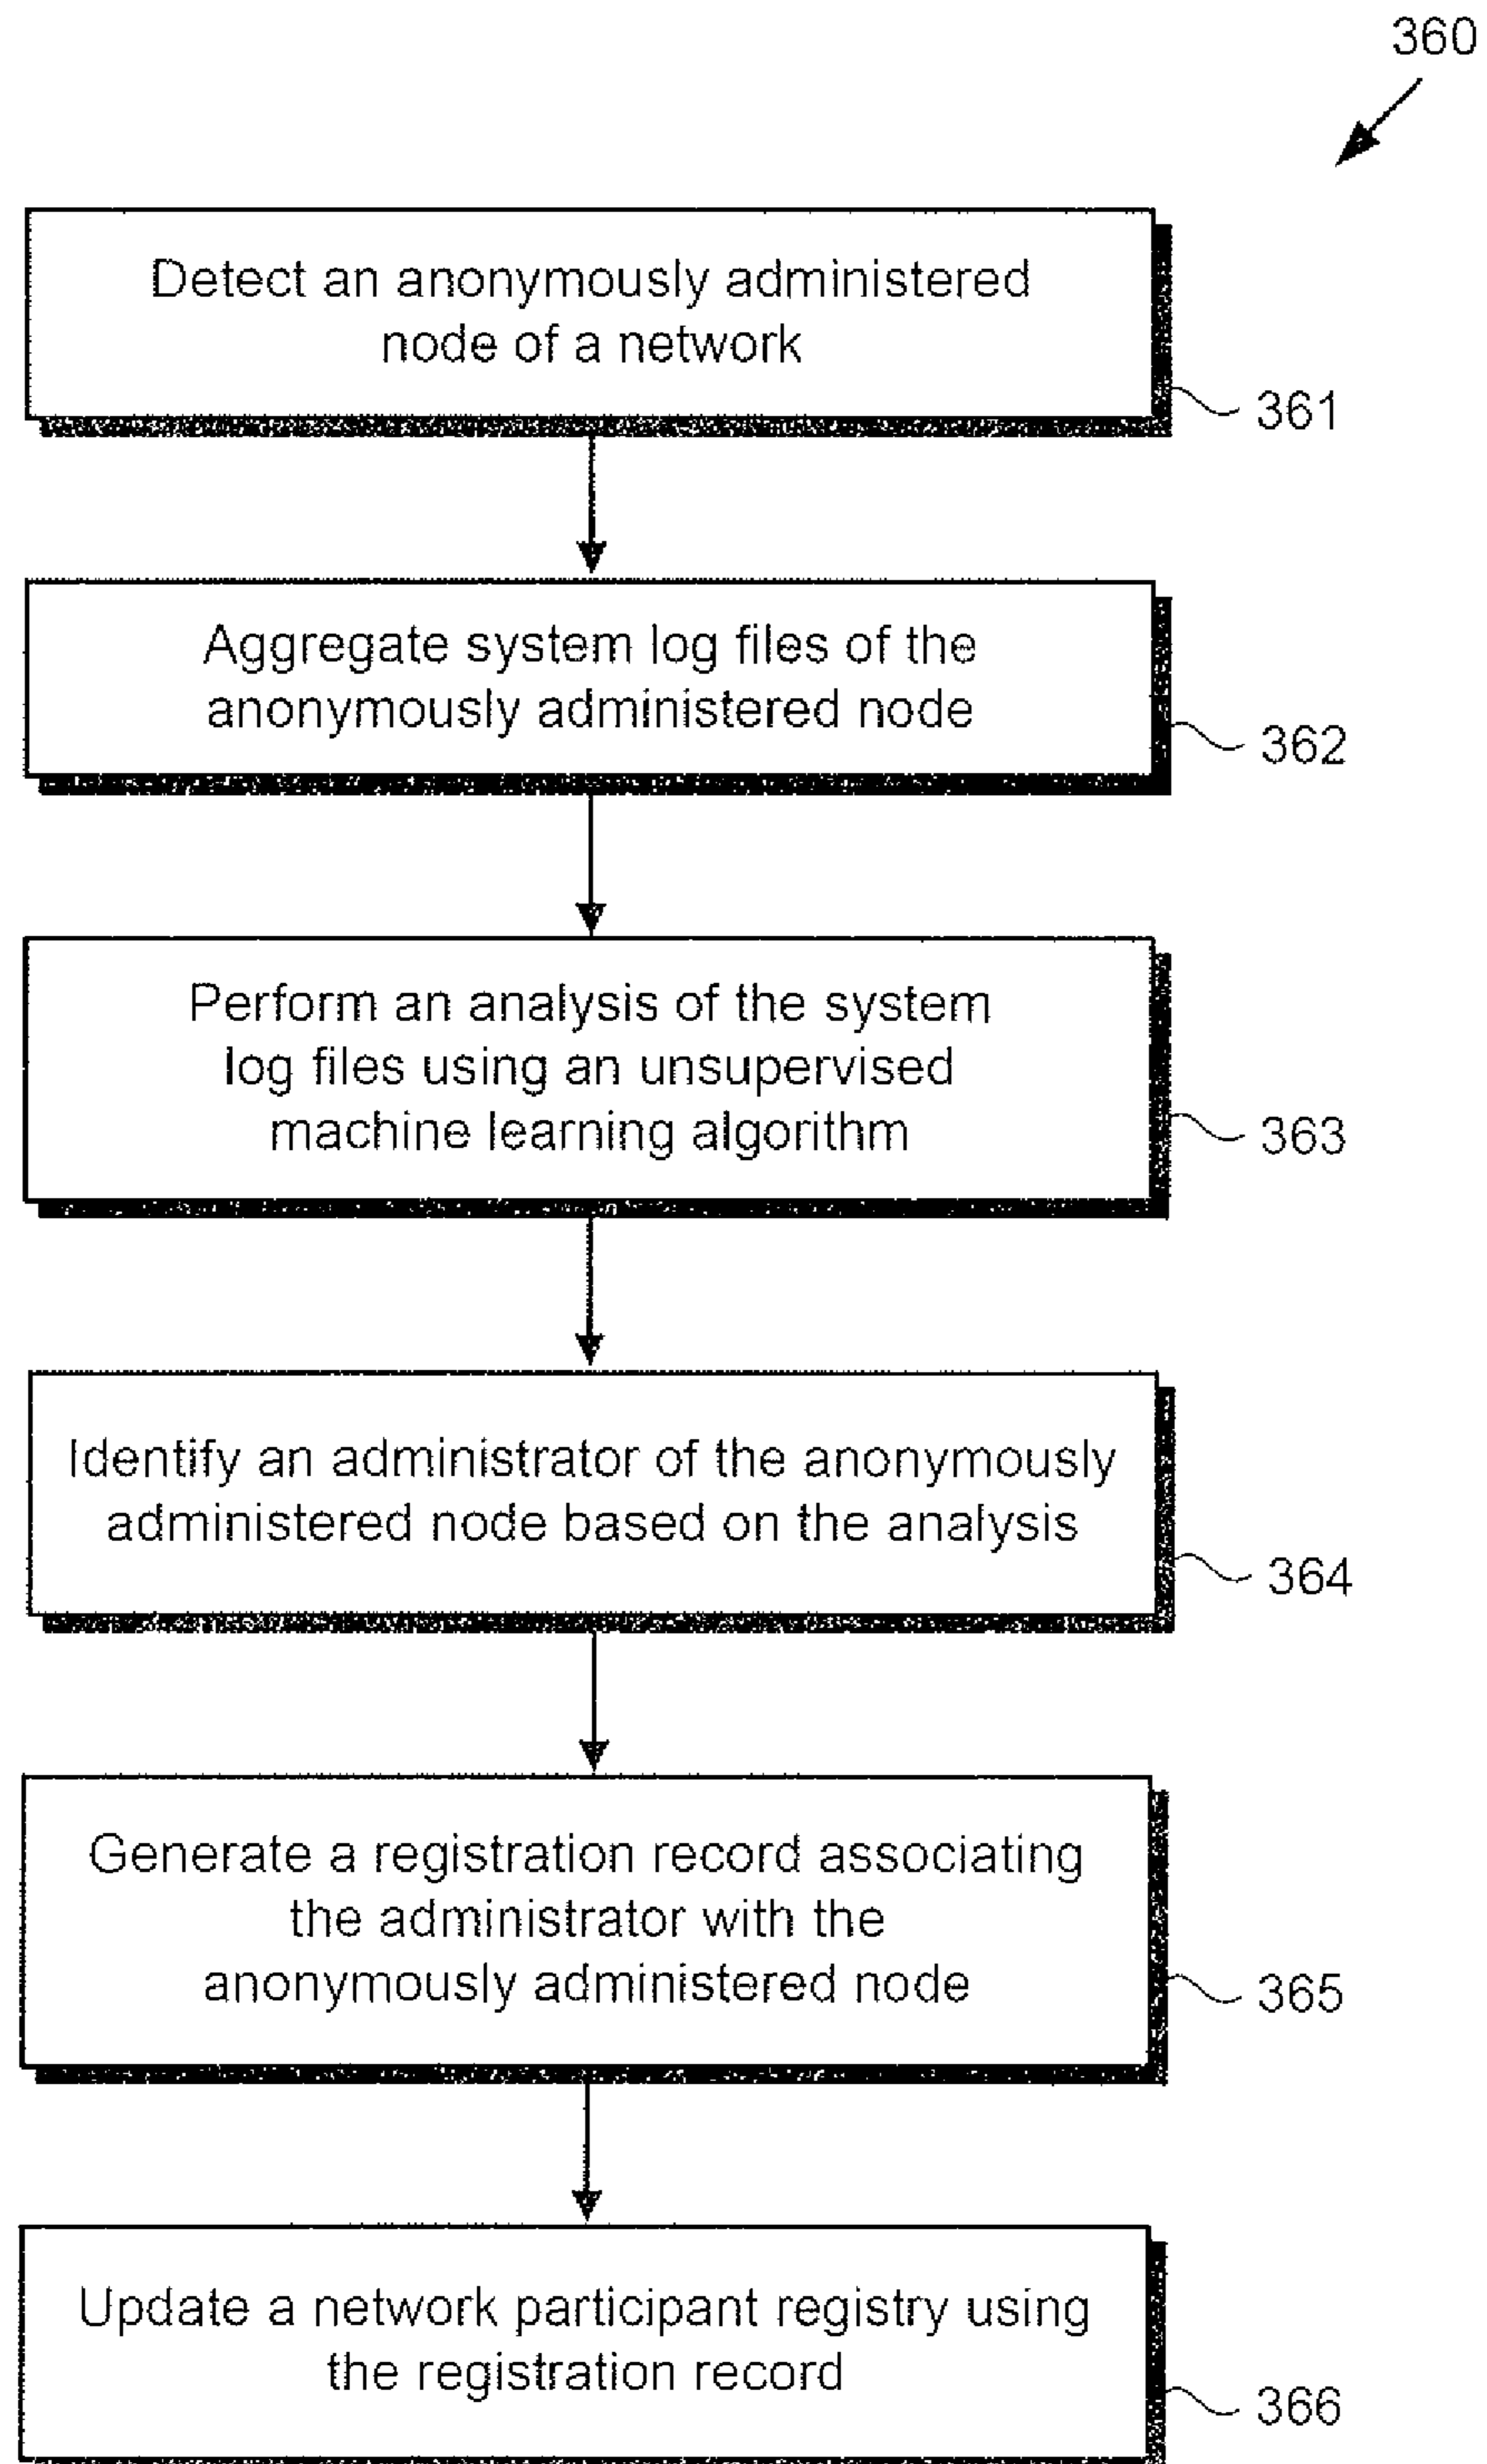 360
Detect an anonymously administered
node of a network
361
Aggregate system log files of the
anonymously administered node
362
Perform an analysis of the system
log files using an unsupervised
machine learning algorithm
363
Identify an administrator of the anonymously
administered node based on the analysis
364
Generate a registration record associating
the administrator with the
anonymously administered node
365
Update a network participant registry using
the registration record
366